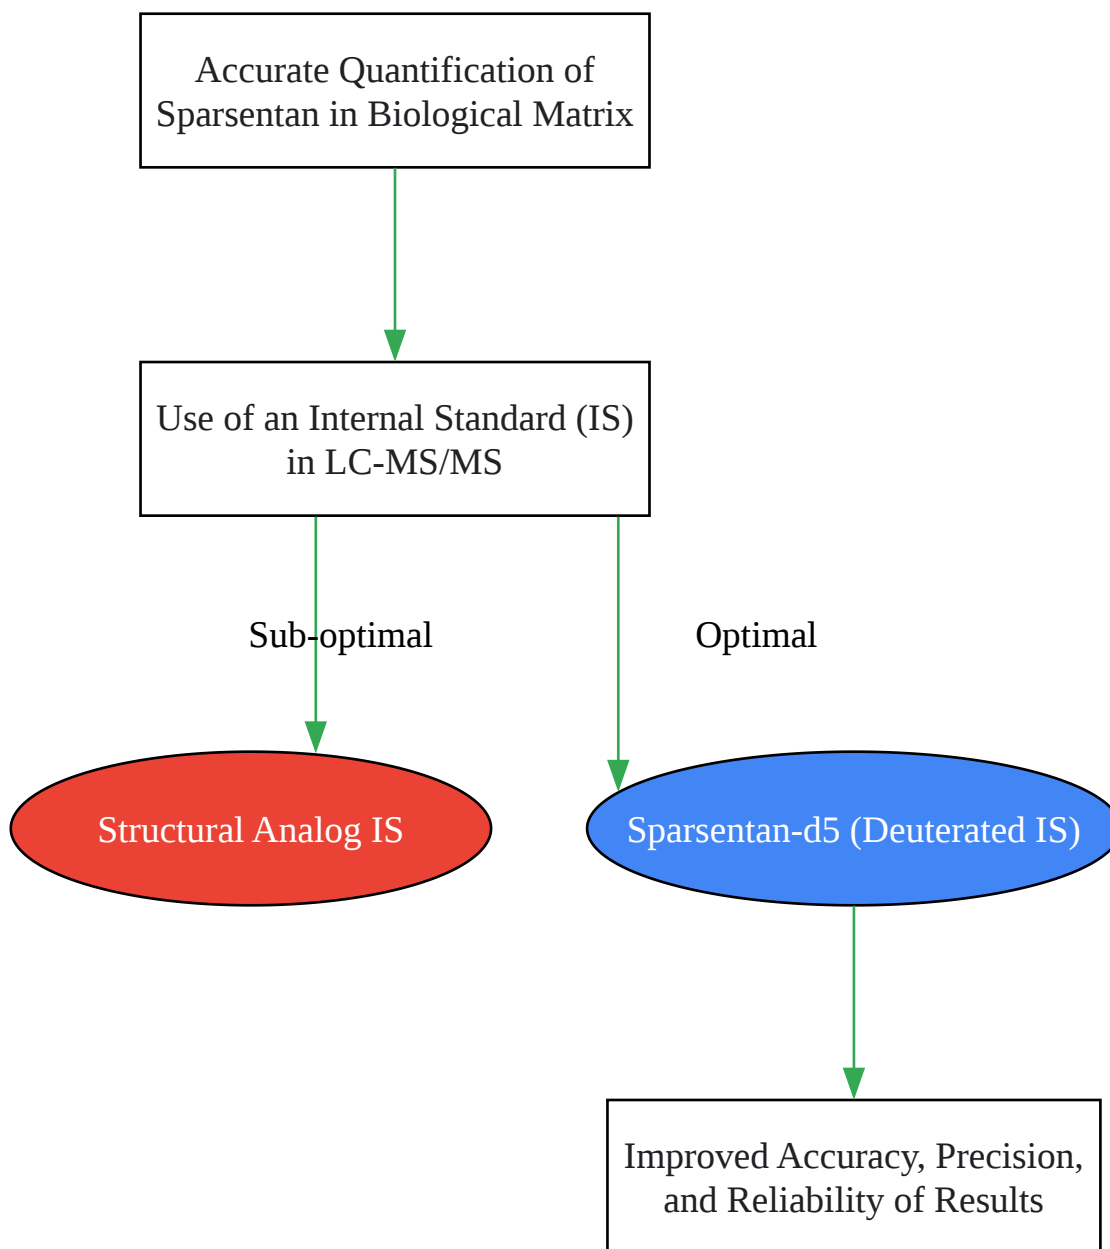 Accurate Quantification of
Sparsentan in Biological Matrix
Use of an Internal Standard (IS)
in LC-MS/MS
Sub-optimal
Optimal
Structural Analog IS
Sparsentan-d5 (Deuterated IS)
Improved Accuracy, Precision,
and Reliability of Results